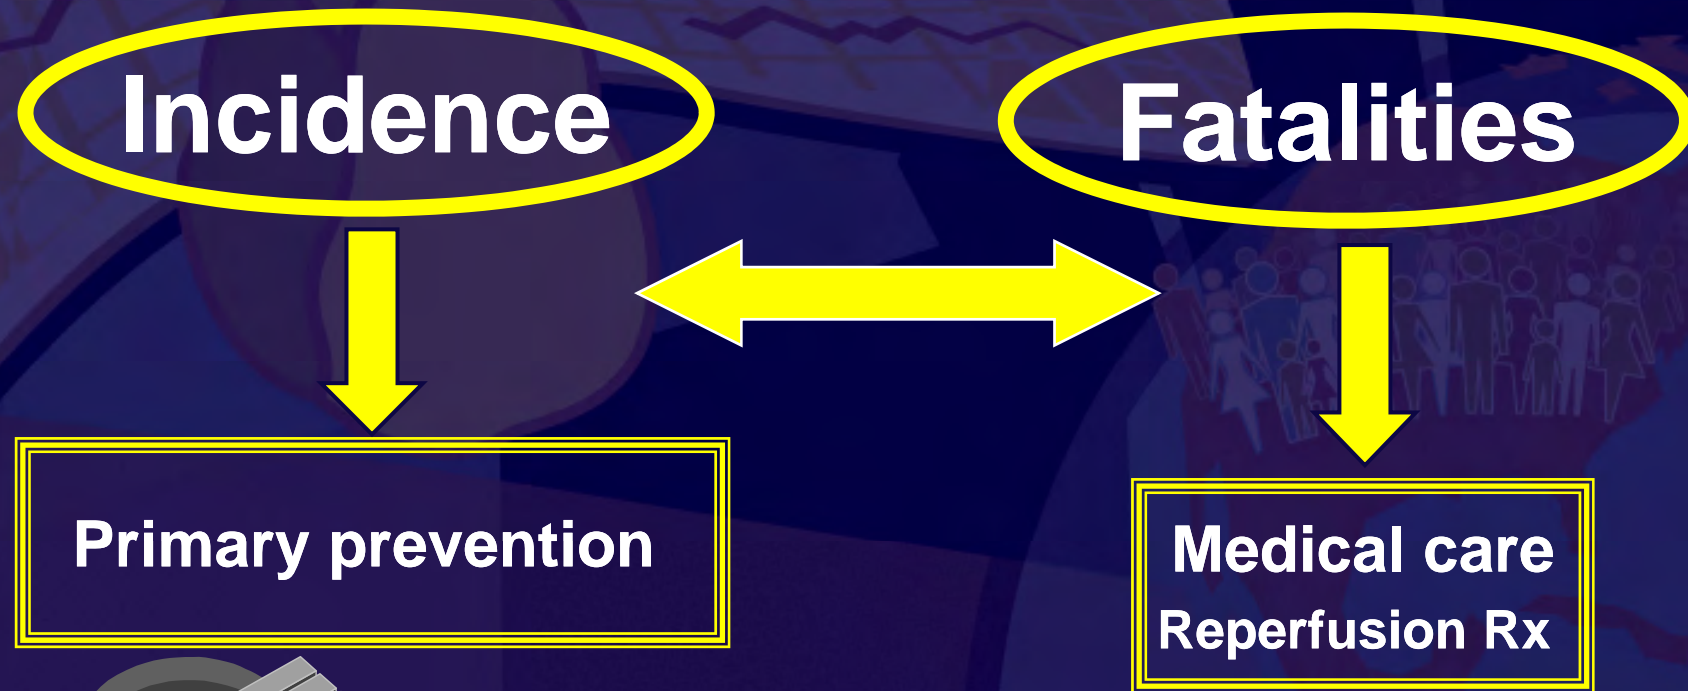 Incidence
Fatalities
Primary prevention
Medical care
Reperfusion Rx